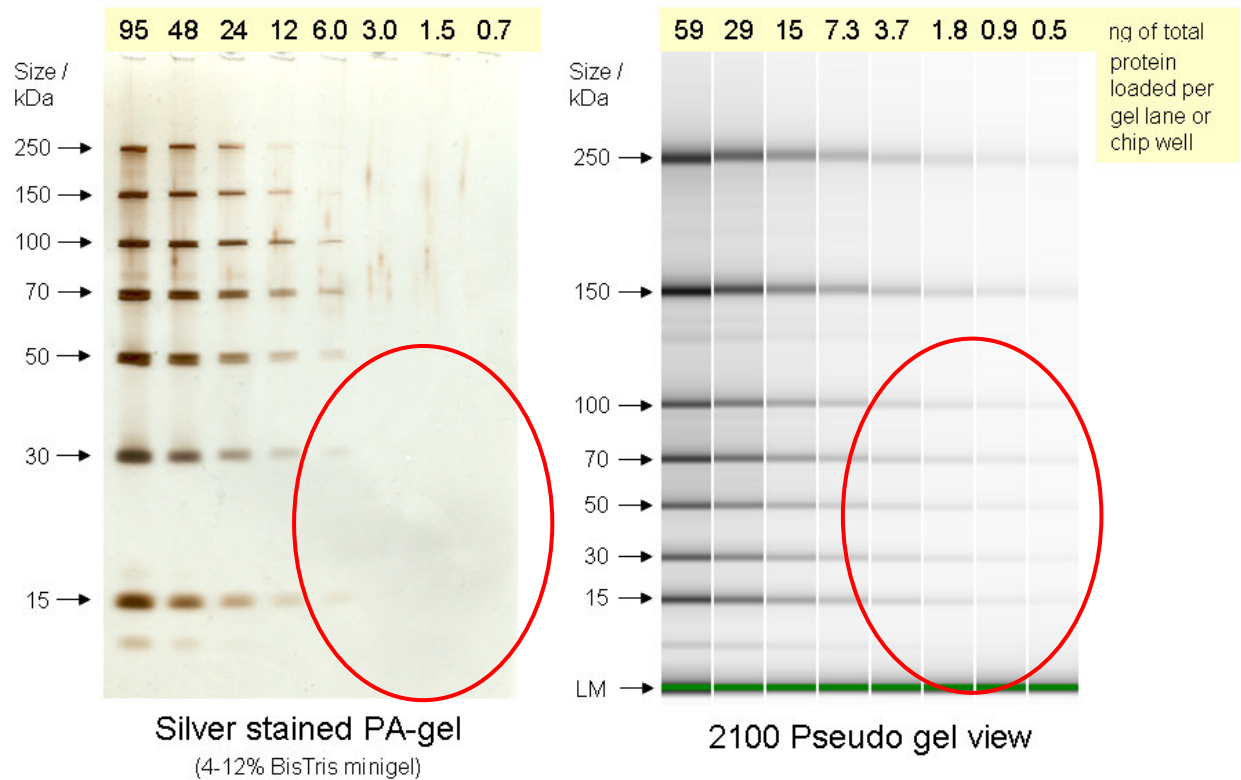 95 48 24 12 6.0 3.0 1.5 0.7
Size /
kDa
250
150
100
70
50
30
15
Silver stained PA-gel
(4-12% BisTris minigel)
59 29 15 7.3 3.7 1.8 0.9 0.5
ng of total
protein
loaded per
gel lane or
chip well
Size /
kDa
250
150
100
70
50
30
15
LM
2100 Pseudo gel view